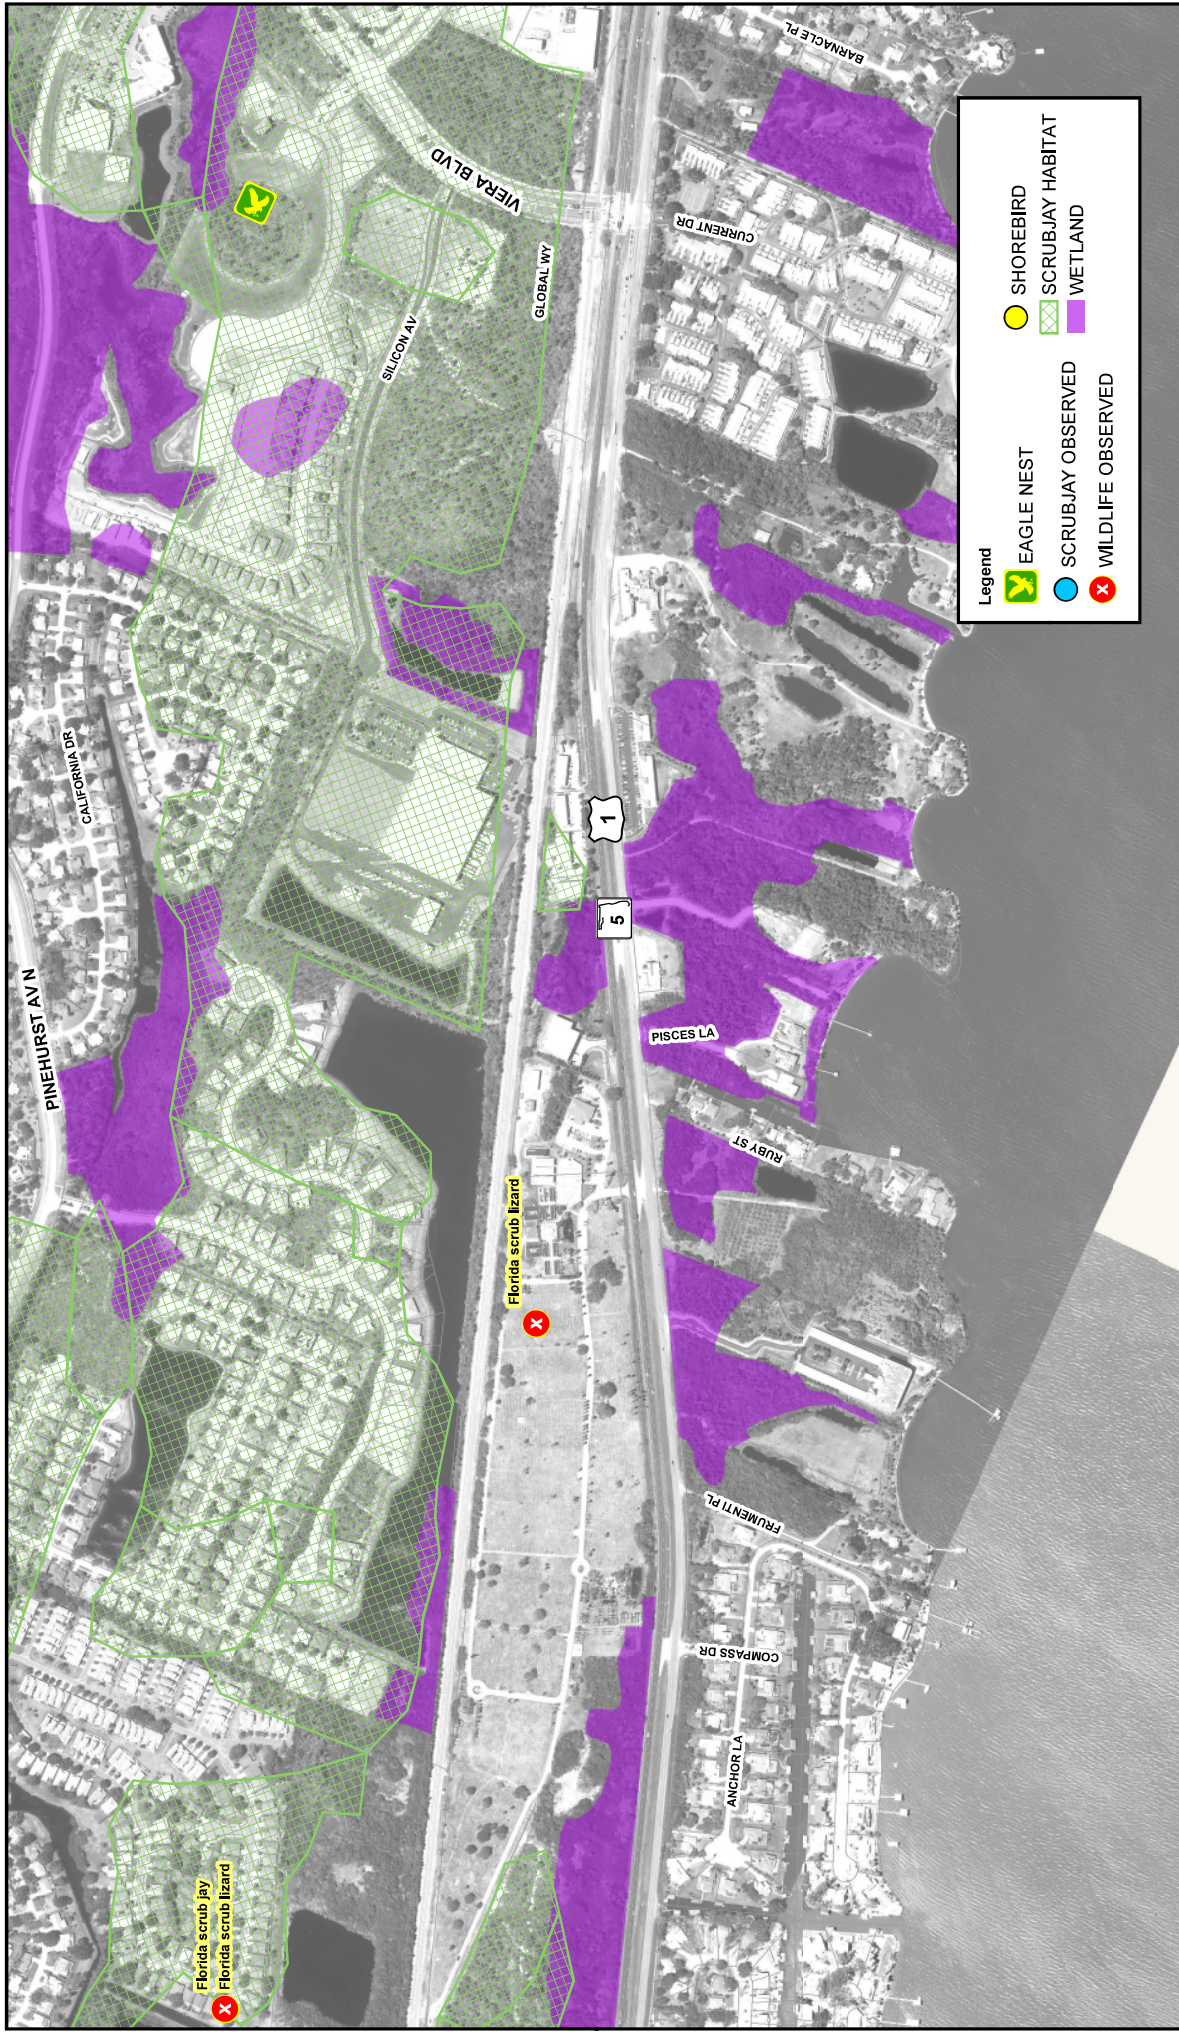 PINEHURST AV N
CALIFORNIA DR
VIERA BLVD
SILICON AV
GLOBAL WY
BARNACLE PL
CURRENT DR
1
5
PISCES LA
RUBY ST
FRUMENTI PL
COMPASS DR
ANCHOR LA
Florida scrub jay
Florida scrub lizard
X
Florida scrub lizard
X
Legend
EAGLE NEST
SCRUBJAY OBSERVED
X WILDLIFE OBSERVED
SHOREBIRD
SCRUBJAY HABITAT
WETLAND